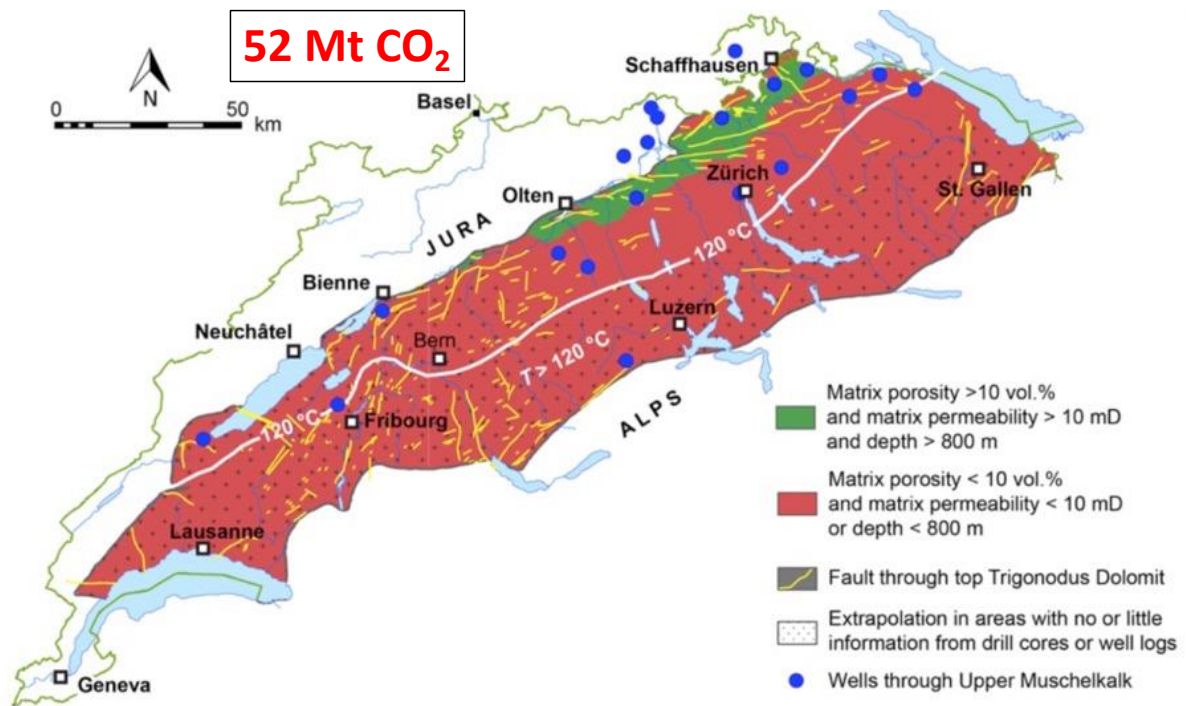 52 Mt CO₂
N
0 50
km
Schaffhausen
Basel
Zürich
St. Gallen
Olten
JURA
120 °C
Bienne
Luzern
Neuchâtel
Bern
T > 120 °C
ALPS
120 °C
Fribourg
Lausanne
Geneva
Matrix porosity >10 vol.%
and matrix permeability > 10 mD
and depth > 800 m
Matrix porosity < 10 vol.%
and matrix permeability < 10 mD
or depth < 800 m
Fault through top Trigonodus Dolomit
Extrapolation in areas with no or little
information from drill cores or well logs
Wells through Upper Muschelkalk